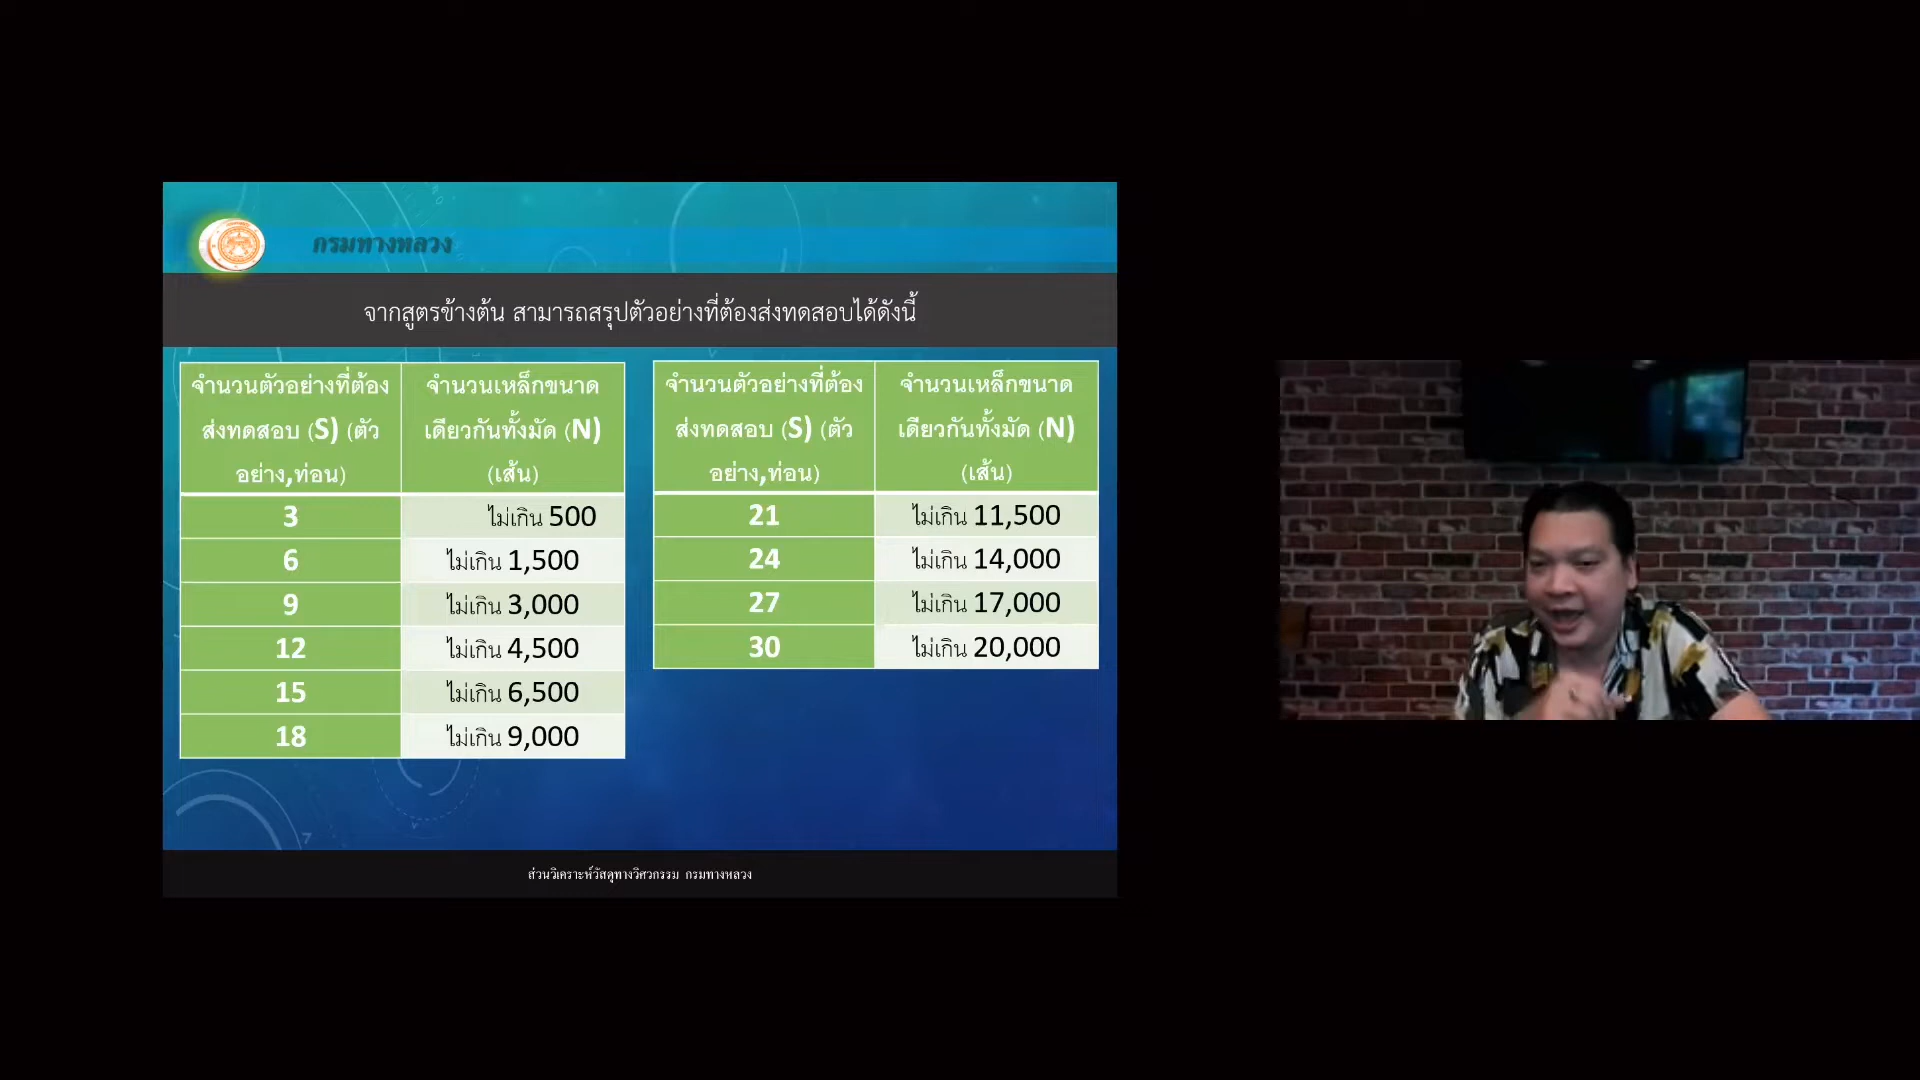 กรมทางหลวง
จากสูตรข้างต้น สามารถสรุปตัวอย่างที่ต้องส่งทดสอบได้ดังนี้
จำนวนตัวอย่างที่ต้อง
ส่งทดสอบ (S) (ตัว
อย่าง,ท่อน)
จำนวนเหล็กขนาด
เดียวกันทั้งมัด (N)
(เส้น)
3 ไม่เกิน 500
6 ไม่เกิน 1,500
9 ไม่เกิน 3,000
12 ไม่เกิน 4,500
15 ไม่เกิน 6,500
18 ไม่เกิน 9,000
จำนวนตัวอย่างที่ต้อง
ส่งทดสอบ (S) (ตัว
อย่าง,ท่อน)
จำนวนเหล็กขนาด
เดียวกันทั้งมัด (N)
(เส้น)
21 ไม่เกิน 11,500
24 ไม่เกิน 14,000
27 ไม่เกิน 17,000
30 ไม่เกิน 20,000
ส่วนวิเคราะห์วัสดุทางวิศวกรรม กรมทางหลวง